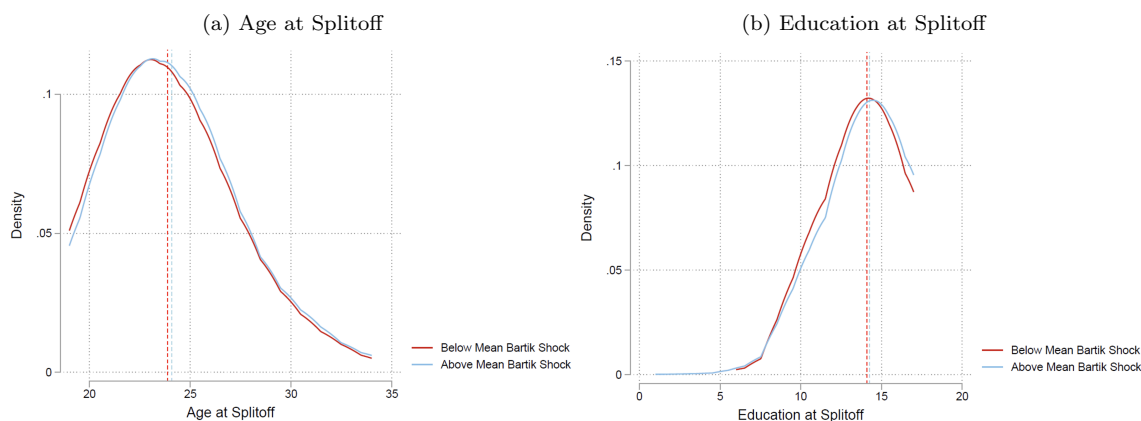 (a) Age at Splitoff
.1
.05
0
Density
20 25 30 35
Age at Splitoff
Below Mean Bartik Shock
Above Mean Bartik Shock
(b) Education at Splitoff
.15
.1
.05
0
Density
0 5 10 15 20
Education at Splitoff
Below Mean Bartik Shock
Above Mean Bartik Shock